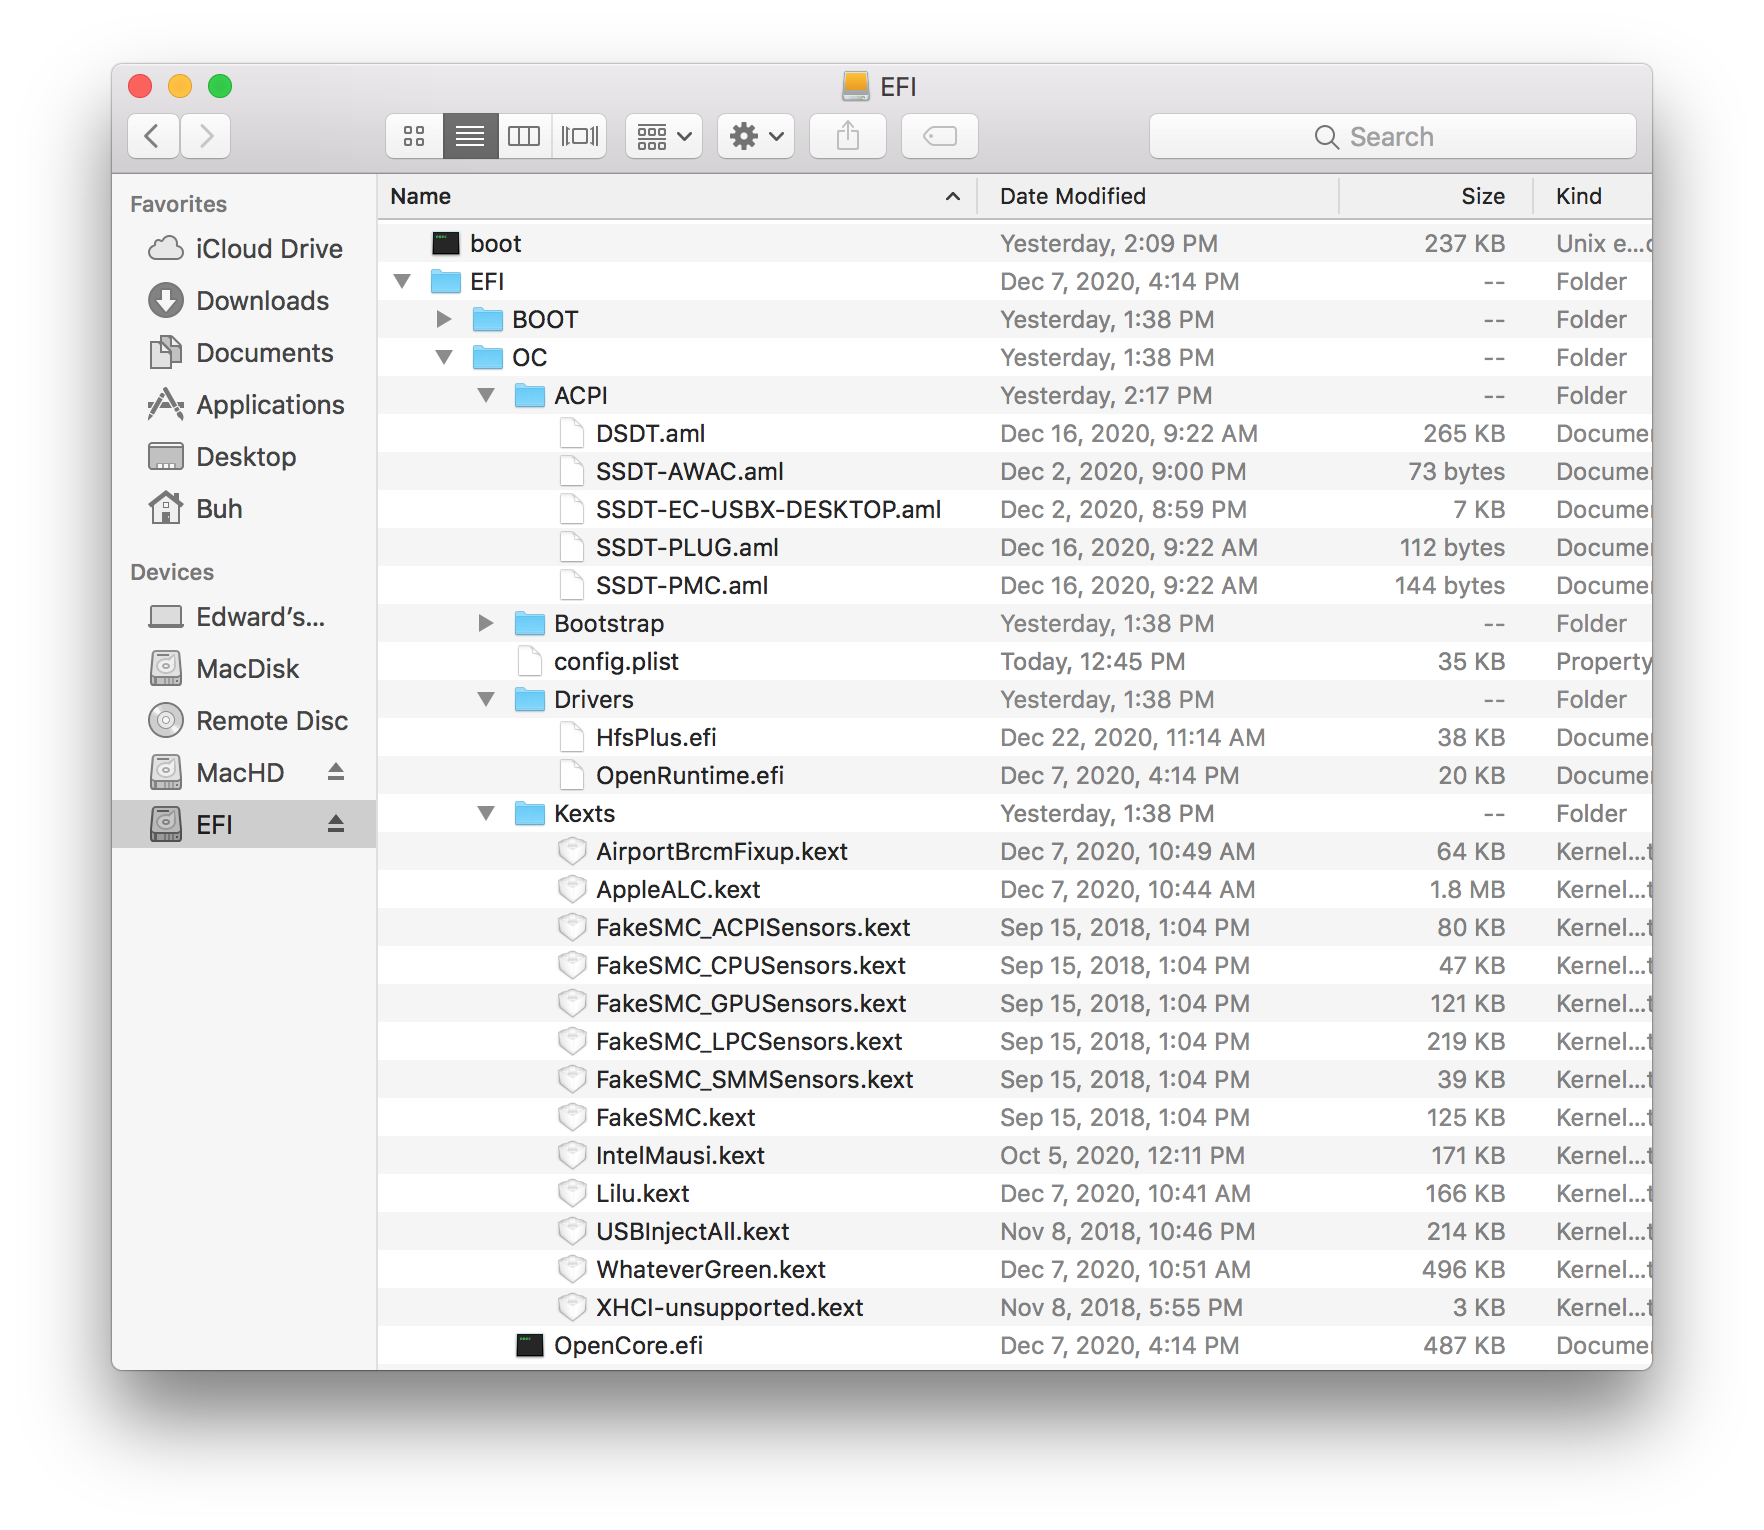 EFI
Search
Favorites
iCloud Drive
Downloads
Documents
Applications
Desktop
Buh
Devices
Edward’s...
MacDisk
Remote Disc
MacHD
EFI
Name Date Modified Size Kind
boot Yesterday, 2:09 PM 237 KB Unix e...c
EFI Dec 7, 2020, 4:14 PM -- Folder
BOOT Yesterday, 1:38 PM -- Folder
OC Yesterday, 1:38 PM -- Folder
ACPI Yesterday, 2:17 PM -- Folder
DSDT.aml Dec 16, 2020, 9:22 AM 265 KB Documer
SSDT-AWAC.aml Dec 2, 2020, 9:00 PM 73 bytes Documer
SSDT-EC-USBX-DESKTOP.aml Dec 2, 2020, 8:59 PM 7 KB Documer
SSDT-PLUG.aml Dec 16, 2020, 9:22 AM 112 bytes Documer
SSDT-PMC.aml Dec 16, 2020, 9:22 AM 144 bytes Documer
Bootstrap Yesterday, 1:38 PM -- Folder
config.plist Today, 12:45 PM 35 KB Property
Drivers Yesterday, 1:38 PM -- Folder
HfsPlus.efi Dec 22, 2020, 11:14 AM 38 KB Documer
OpenRuntime.efi Dec 7, 2020, 4:14 PM 20 KB Documer
Kexts Yesterday, 1:38 PM -- Folder
AirportBrcmFixup.kext Dec 7, 2020, 10:49 AM 64 KB Kernel...t
AppleALC.kext Dec 7, 2020, 10:44 AM 1.8 MB Kernel...t
FakeSMC_ACPISensors.kext Sep 15, 2018, 1:04 PM 80 KB Kernel...t
FakeSMC_CPUSensors.kext Sep 15, 2018, 1:04 PM 47 KB Kernel...t
FakeSMC_GPUSensors.kext Sep 15, 2018, 1:04 PM 121 KB Kernel...t
FakeSMC_LPCSensors.kext Sep 15, 2018, 1:04 PM 219 KB Kernel...t
FakeSMC_SMMSensors.kext Sep 15, 2018, 1:04 PM 39 KB Kernel...t
FakeSMC.kext Sep 15, 2018, 1:04 PM 125 KB Kernel...t
IntelMausi.kext Oct 5, 2020, 12:11 PM 171 KB Kernel...t
Lilu.kext Dec 7, 2020, 10:41 AM 166 KB Kernel...t
USBInjectAll.kext Nov 8, 2018, 10:46 PM 214 KB Kernel...t
WhateverGreen.kext Dec 7, 2020, 10:51 AM 496 KB Kernel...t
XHCI-unsupported.kext Nov 8, 2018, 5:55 PM 3 KB Kernel...t
OpenCore.efi Dec 7, 2020, 4:14 PM 487 KB Documer